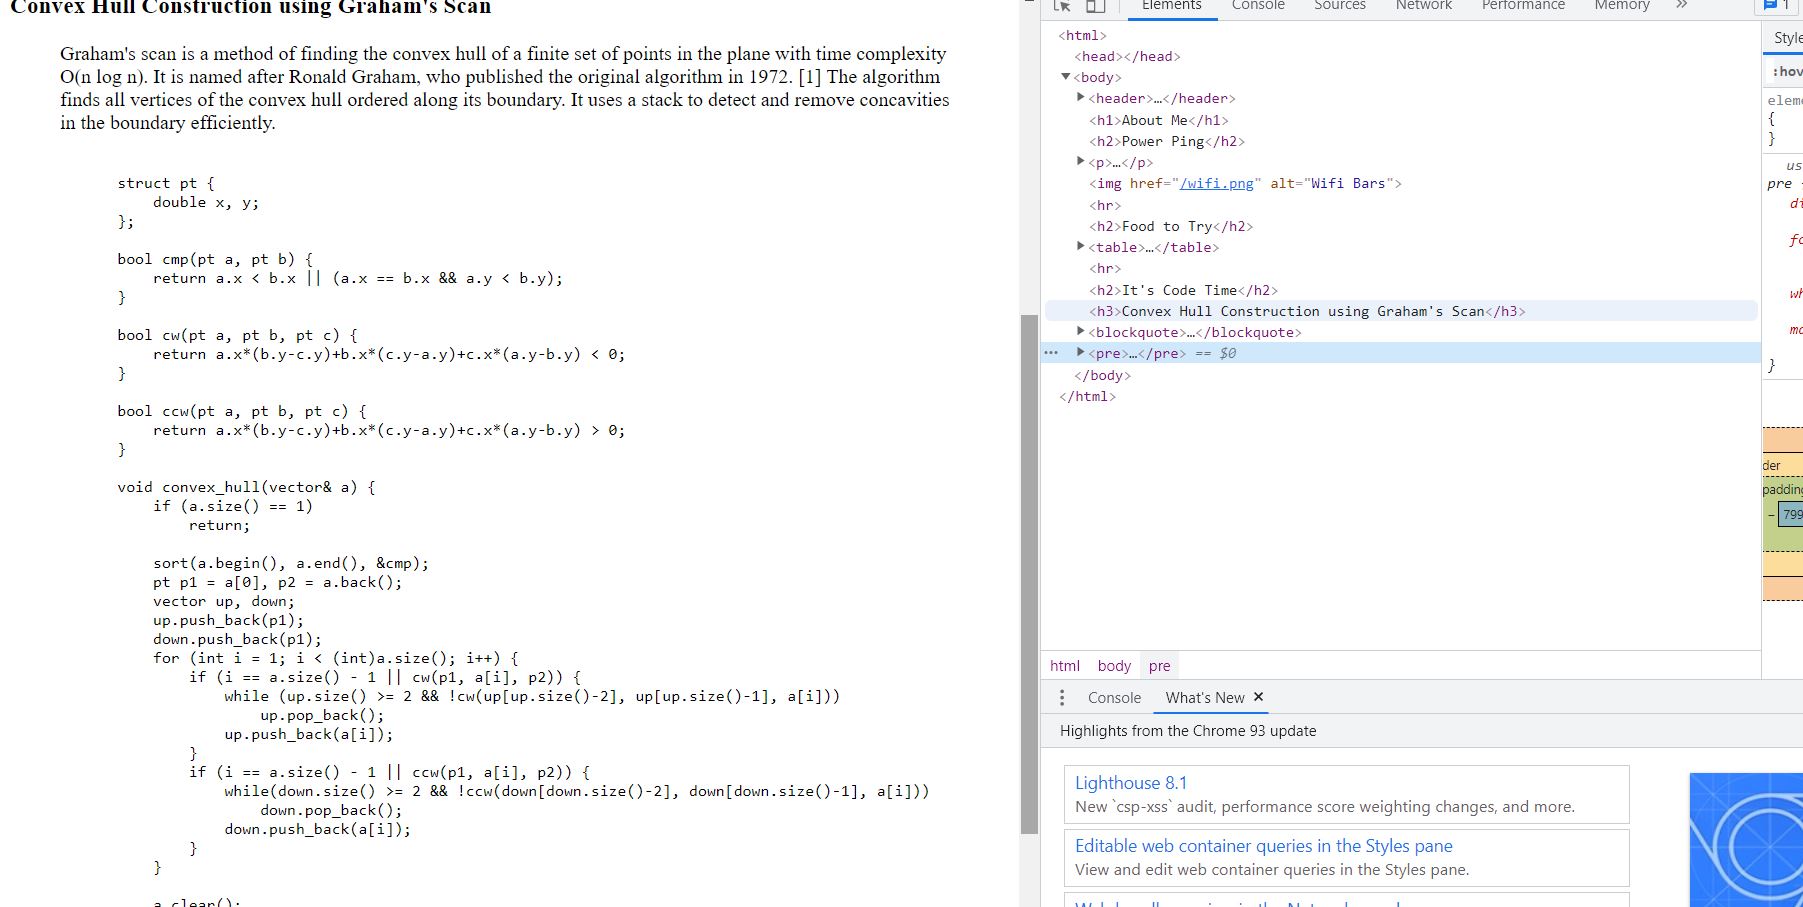 Convex Hull Construction using Graham's Scan
Graham's scan is a method of finding the convex hull of a finite set of points in the plane with time complexity
O(n log n). It is named after Ronald Graham, who published the original algorithm in 1972. [1] The algorithm
finds all vertices of the convex hull ordered along its boundary. It uses a stack to detect and remove concavities
in the boundary efficiently.
struct pt {
double x, y;
};
bool cmp(pt a, pt b) {
return a.x < b.x || (a.x == b.x && a.y < b.y);
}
bool cw(pt a, pt b, pt c) {
return a.x*(b.y-c.y)+b.x*(c.y-a.y)+c.x*(a.y-b.y) < 0;
}
bool ccw(pt a, pt b, pt c) {
return a.x*(b.y-c.y)+b.x*(c.y-a.y)+c.x*(a.y-b.y) > 0;
}
void convex_hull(vector& a) {
if (a.size() == 1)
return;
sort(a.begin(), a.end(), &cmp);
pt p1 = a[0], p2 = a.back();
vector up, down;
up.push_back(p1);
down.push_back(p1);
for (int i = 1; i < (int)a.size(); i++) {
if (i == a.size() - 1 || cw(p1, a[i], p2)) {
while (up.size() >= 2 && !cw(up[up.size()-2], up[up.size()-1], a[i]))
up.pop_back();
up.push_back(a[i]);
}
if (i == a.size() - 1 || ccw(p1, a[i], p2)) {
while(down.size() >= 2 && !ccw(down[down.size()-2], down[down.size()-1], a[i]))
down.pop_back();
down.push_back(a[i]);
}
}
a.clear();
Elements Console Sources Network Performance Memory » 1
<html>
<head></head>
▼<body>
▶<header>…</header>
<h1>About Me</h1>
<h2>Power Ping</h2>
▶<p>…</p>
<img href="/wifi.png" alt="Wifi Bars">
<hr>
<h2>Food to Try</h2>
▶<table>…</table>
<hr>
<h2>It's Code Time</h2>
<h3>Convex Hull Construction using Graham's Scan</h3>
▶<blockquote>…</blockquote>
… ▶<pre>…</pre> == $0
</body>
</html>
html body pre
Console What's New ×
Highlights from the Chrome 93 update
Lighthouse 8.1
New `csp-xss` audit, performance score weighting changes, and more.
Editable web container queries in the Styles pane
View and edit web container queries in the Styles pane.
Style
:hov
elem
{
}
us
pre
di
fo
wh
ma
}
der
padding
– 799